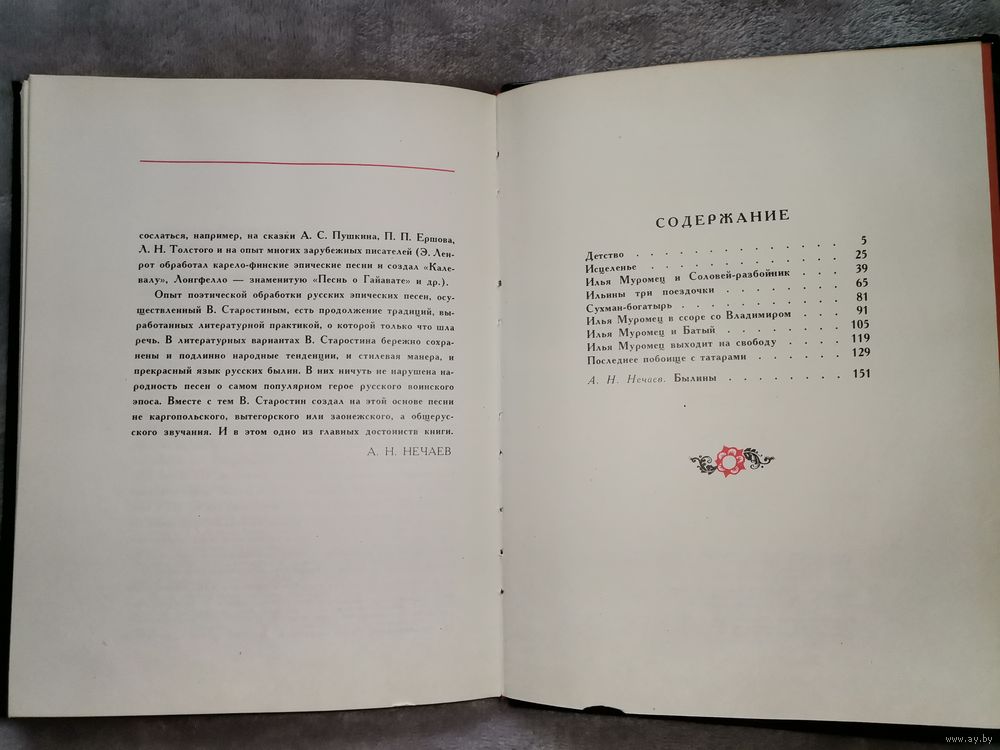 сослаться, например, на сказки А. С. Пушкина, П. П. Ершова,
Л. Н. Толстого и на опыт многих зарубежных писателей (Э. Лен-
рот обработал карело-финские эпические песни и создал «Кале-
валу», Лонгфелло — знаменитую «Песнь о Гайавате» и др.).
Опыт поэтической обработки русских эпических песен, осу-
ществленный В. Старостиным, есть продолжение традиций, вы-
работанных литературной практикой, о которой только что шла
речь. В литературных вариантах В. Старостина бережно сохра-
нены и подлинно народные тенденции, и стилевая манера, и
прекрасный язык русских былин. В них ничуть не нарушена на-
родность песен о самом популярном герое русского воинского
эпоса. Вместе с тем В. Старостин создал на этой основе песни
не каргопольского, вытегорского или заонежского, а общерус-
ского звучания. И в этом одно из главных достоинств книги.
А. Н. НЕЧАЕВ
СОДЕРЖАНИЕ
Детство . . . . . . . . . . . 5
Исцеленье . . . . . . . . . . 25
Илья Муромец и Соловей-разбойник . . . 39
Ильины три поездочки . . . . . . . 65
Сухман-богатырь . . . . . . . . . 81
Илья Муромец в ссоре со Владимиром . . . 91
Илья Муромец и Батый . . . . . . . 105
Илья Муромец выходит на свободу . . . . 119
Последнее побоище с татарами . . . . . 129
А. Н. Нечаев. Былины . . . . . . . . 151
www.ay.by